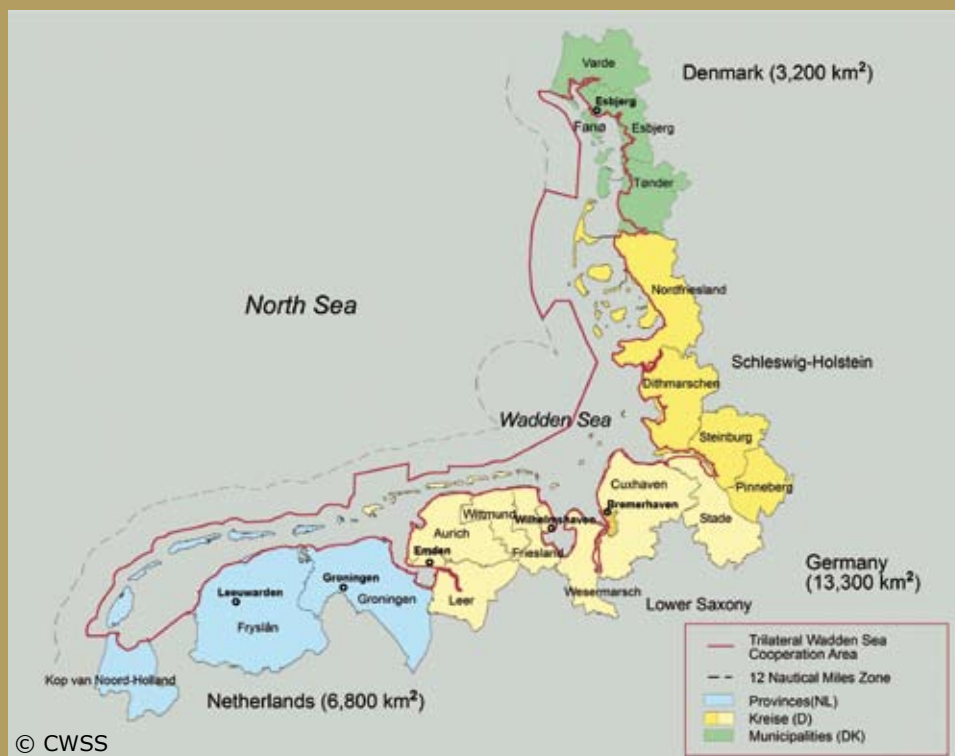 Varde
Denmark (3,200 km²)
Esbjerg
Fanø
Esbjerg
Tønder
North Sea
Nordfriesland
Schleswig-Holstein
Dithmarschen
Wadden Sea
Steinburg
Cuxhaven
Pinneberg
Bremerhaven
Wittmund
Wilhelmshaven
Stade
Aurich
Friesland
Emden
Germany
(13,300 km²)
Groningen
Leeuwarden
Groningen
Leer
Wesermarsch
Lower Saxony
Fryslân
Kop van Noord-Holland
Netherlands (6,800 km²)
Trilateral Wadden Sea
Cooperation Area
12 Nautical Miles Zone
Provinces(NL)
Kreise (D)
Municipalities (DK)
© CWSS